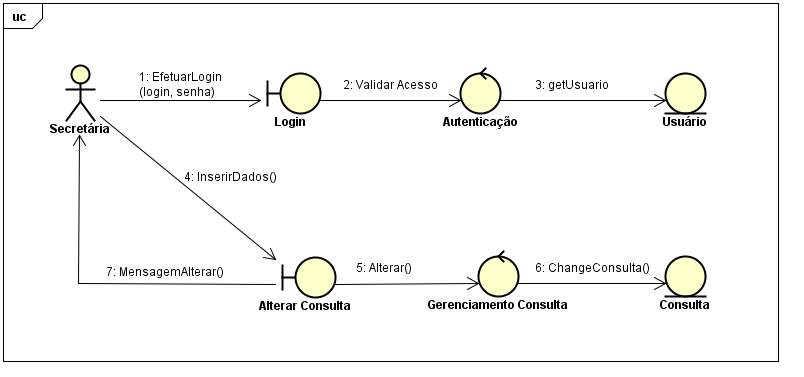 uc
1: EfetuarLogin
(login, senha)
2: Validar Acesso
3: getUsuario
Secretária
Login
Autenticação
Usuário
4: InserirDados()
7: MensagemAlterar()
5: Alterar()
6: ChangeConsulta()
Alterar Consulta
Gerenciamento Consulta
Consulta